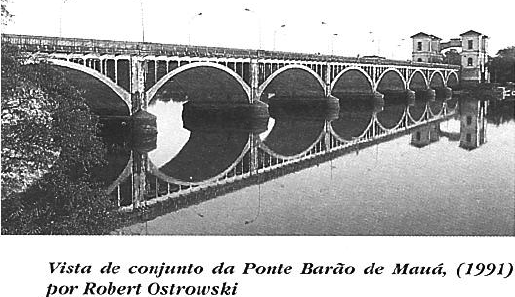 Vista de conjunto da Ponte Barão de Mauá, (1991)
por Robert Ostrowski